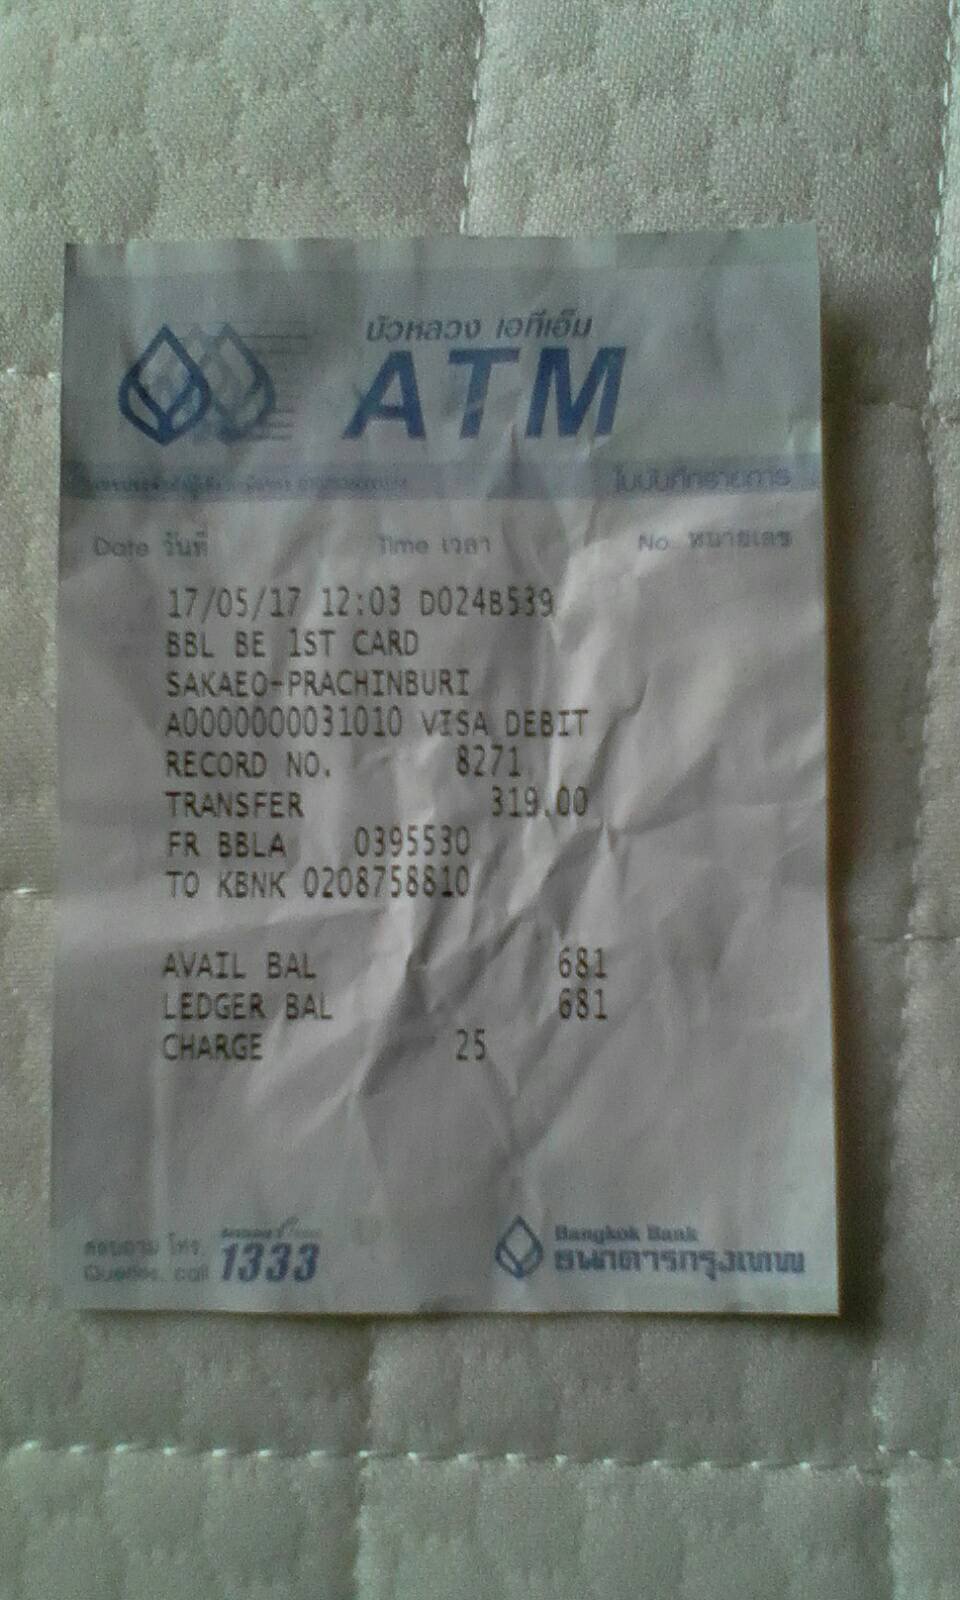 บัวหลวง เอทีเอ็ม
ATM
ใบบันทึกรายการ
Date วันที่ Time เวลา No. หมายเลข
17/05/17 12:03 D024B539
BBL BE 1ST CARD
SAKAEO-PRACHINBURI
A0000000031010 VISA DEBIT
RECORD NO. 8271
TRANSFER 319.00
FR BBLA 0395530
TO KBNK 0208758810
AVAIL BAL 681
LEDGER BAL 681
CHARGE 25
สอบถาม โทร.
Queries, call 1333
Bangkok Bank
ธนาคารกรุงเทพ